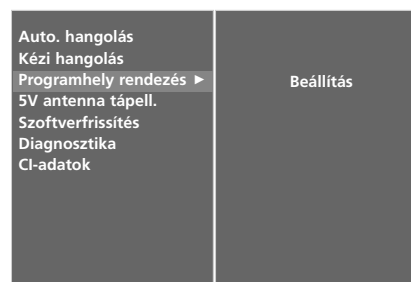 Auto. hangolás
Kézi hangolás
Programhely rendezés ►
Beállítás
5V antenna tápell.
Szoftverfrissítés
Diagnosztika
CI-adatok